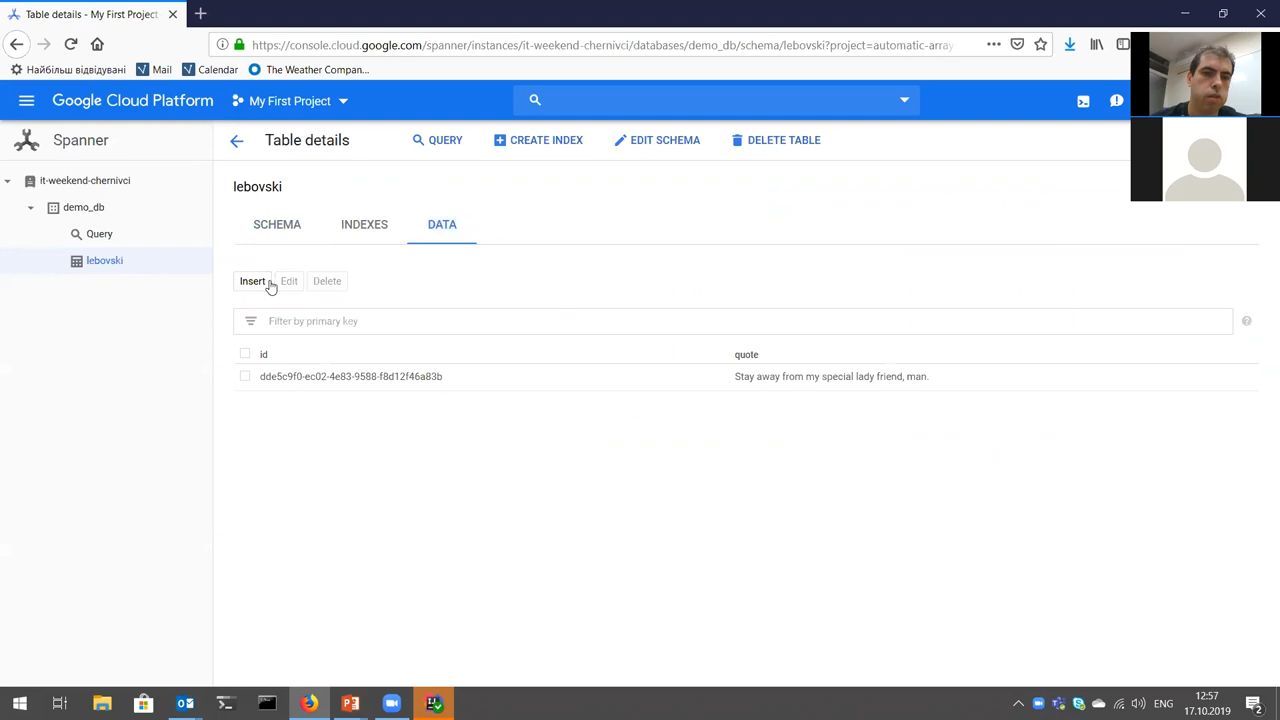 Table details - My First Project
https://console.cloud.google.com/spanner/instances/it-weekend-chernivci/databases/demo_db/schema/lebovski?project=automatic-array
Найбільш відвідувані Mail Calendar The Weather Compan...
Google Cloud Platform My First Project
Spanner Table details QUERY CREATE INDEX EDIT SCHEMA DELETE TABLE
it-weekend-chernivci
demo_db
Query
lebovski
lebovski
SCHEMA INDEXES DATA
Insert Edit Delete
Filter by primary key
id quote
dde5c9f0-ec02-4e83-9588-f8d12f46a83b Stay away from my special lady friend, man.
ENG
12:57
17.10.2019
2